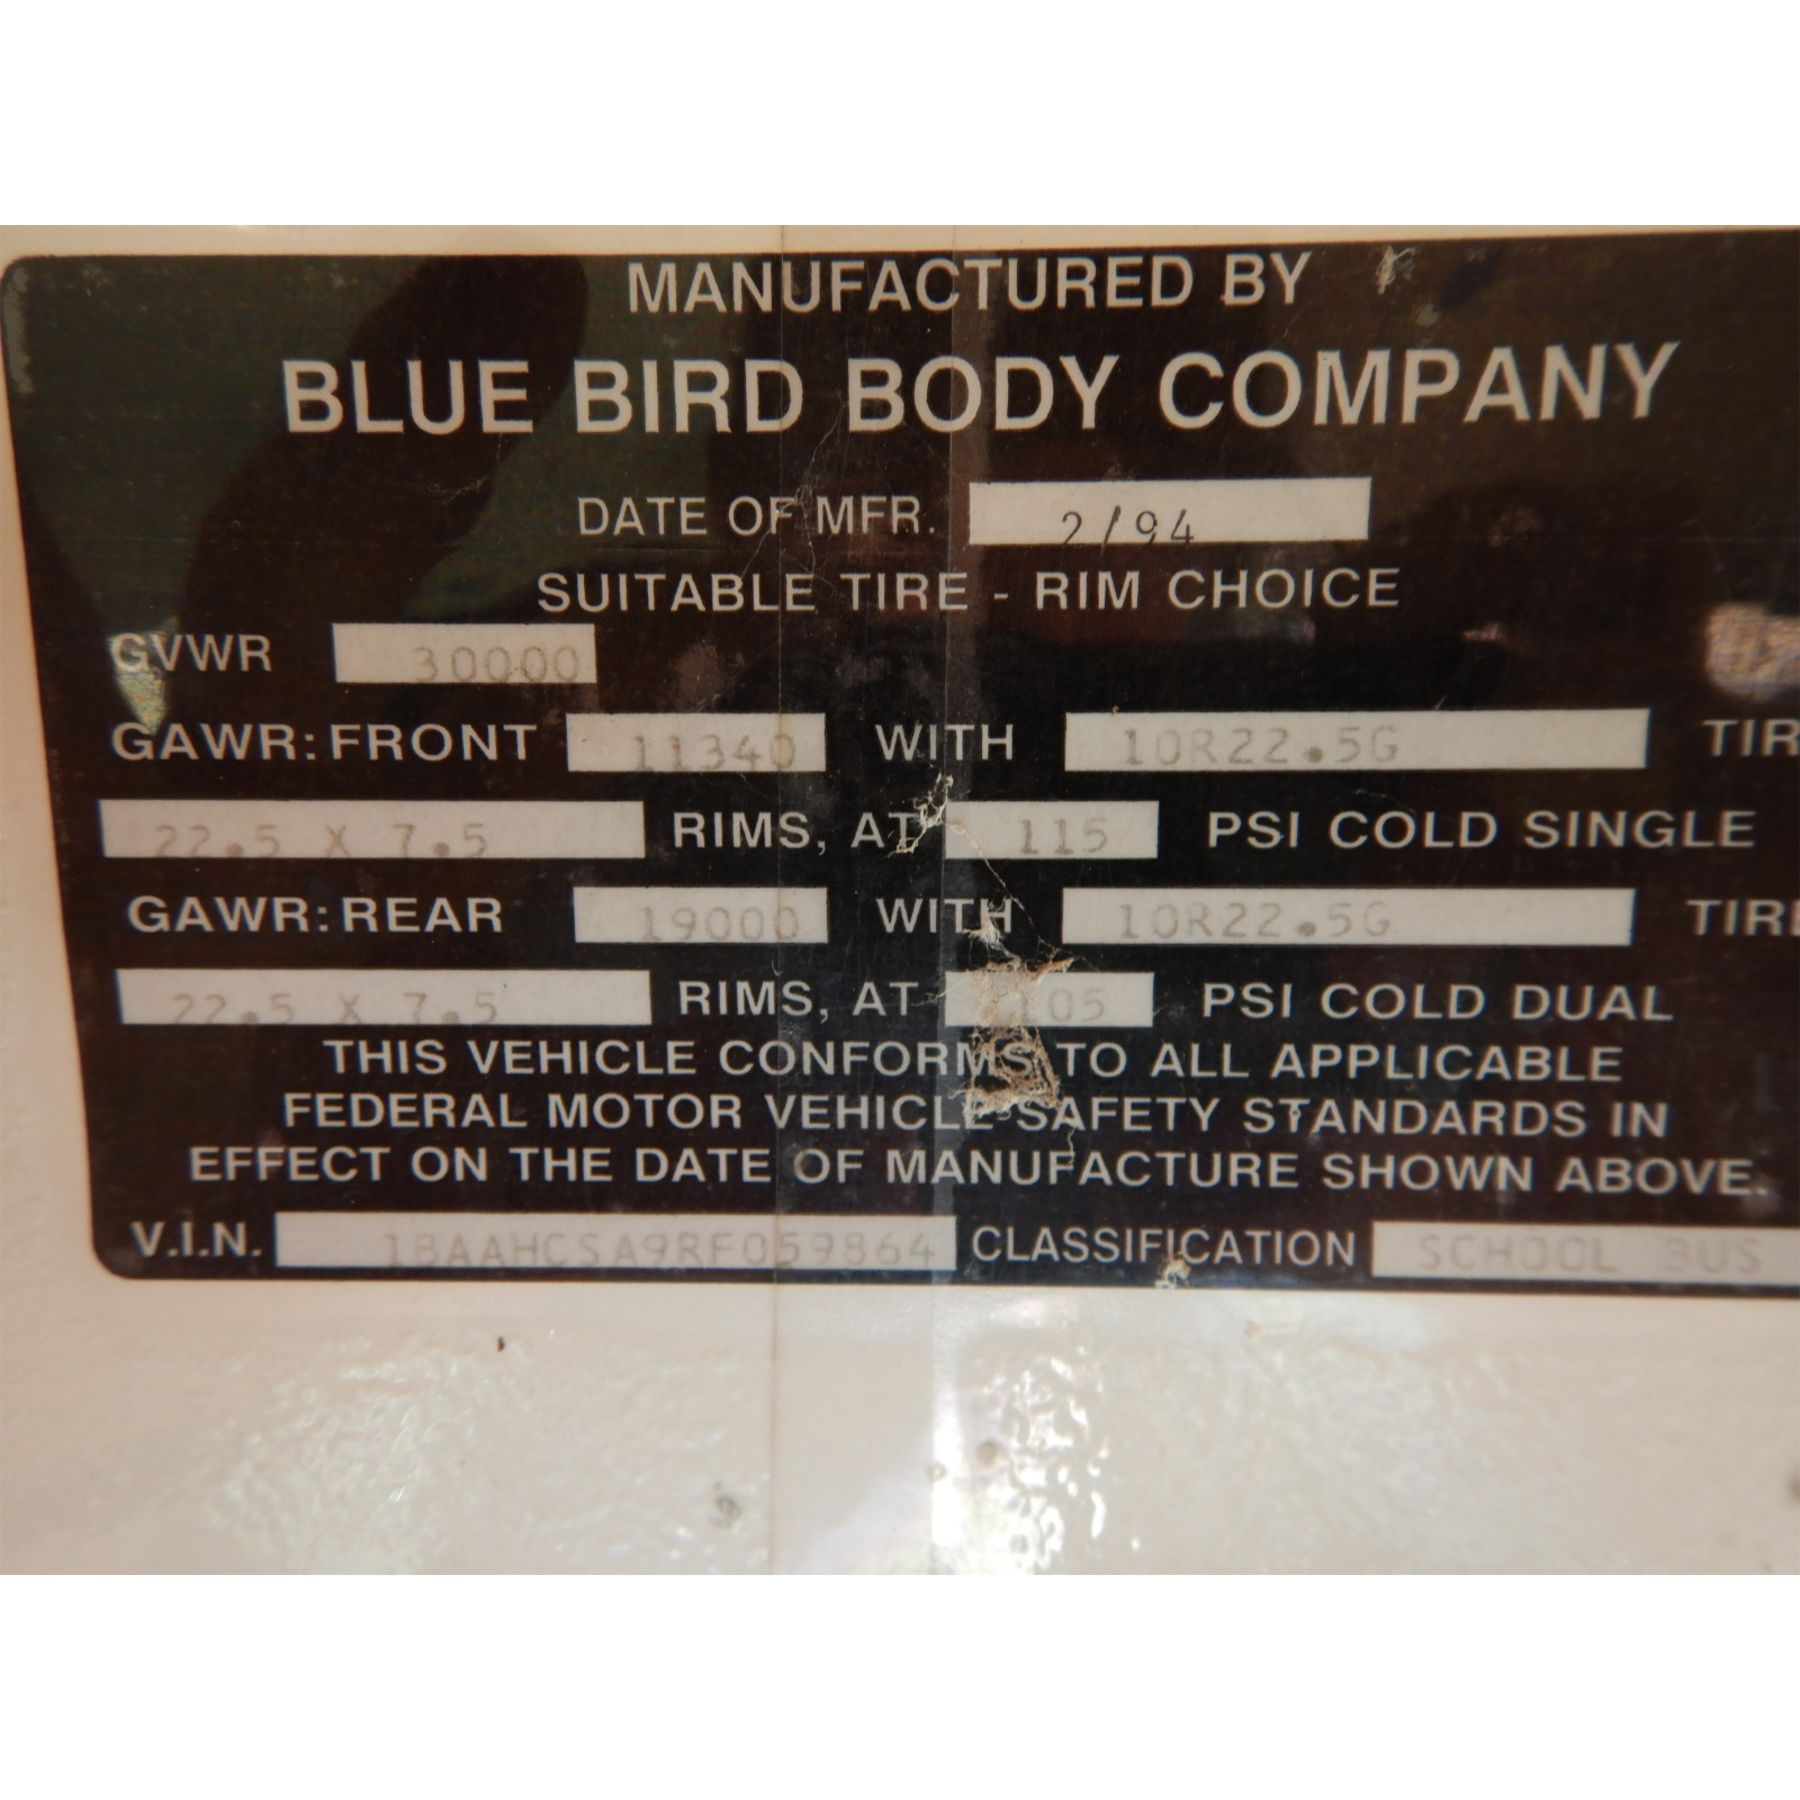 MANUFACTURED BY
BLUE BIRD BODY COMPANY
DATE OF MFR. 2/94
SUITABLE TIRE - RIM CHOICE
GVWR 30000
GAWR: FRONT 11340 WITH 10R22.5G TIR
22.5 X 7.5 RIMS, AT 115 PSI COLD SINGLE
GAWR: REAR 19000 WITH 10R22.5G TIRE
22.5 X 7.5 RIMS, AT 105 PSI COLD DUAL
THIS VEHICLE CONFORMS TO ALL APPLICABLE
FEDERAL MOTOR VEHICLE SAFETY STANDARDS IN
EFFECT ON THE DATE OF MANUFACTURE SHOWN ABOVE.
V.I.N. 1BAAHCSA9RF059864 CLASSIFICATION SCHOOL BUS